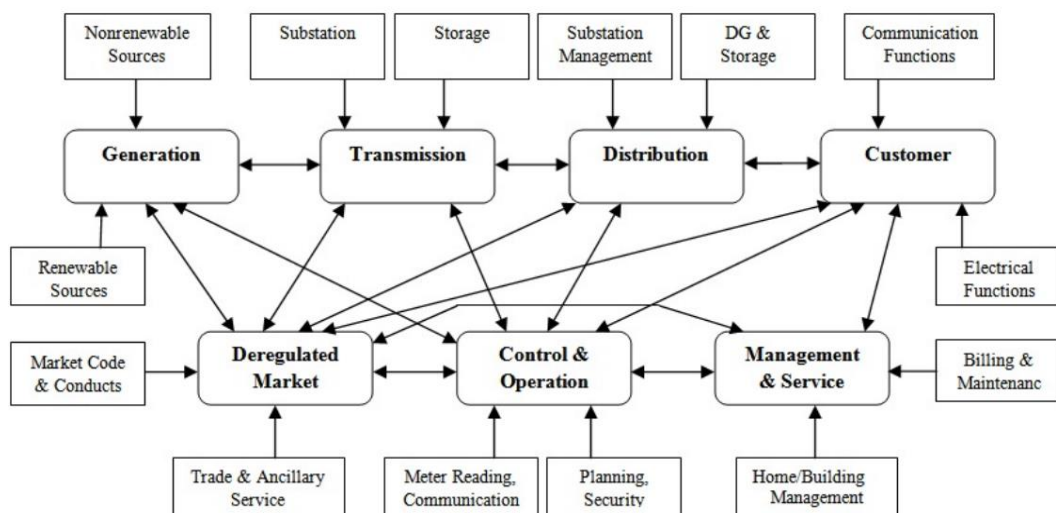 Nonrenewable
Sources
Substation
Storage
Substation
Management
DG &
Storage
Communication
Functions
Generation
Transmission
Distribution
Customer
Renewable
Sources
Electrical
Functions
Market Code
& Conducts
Deregulated
Market
Control &
Operation
Management
& Service
Billing &
Maintenanc
Trade & Ancillary
Service
Meter Reading,
Communication
Planning,
Security
Home/Building
Management